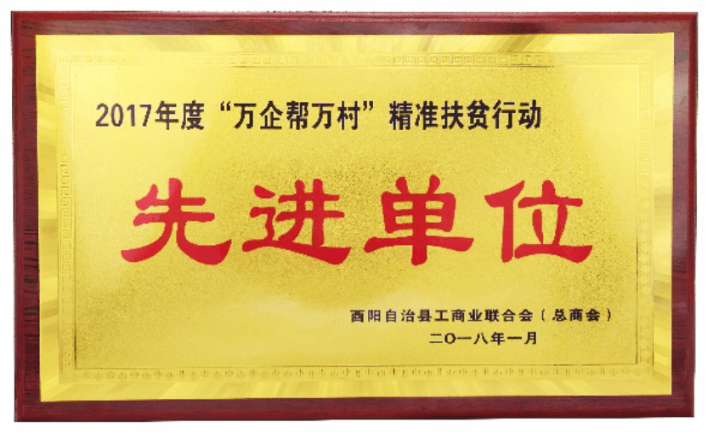 2017年度“万企帮万村”精准扶贫行动
先进单位
酉阳自治县工商业联合会（总商会）
二〇一八年一月